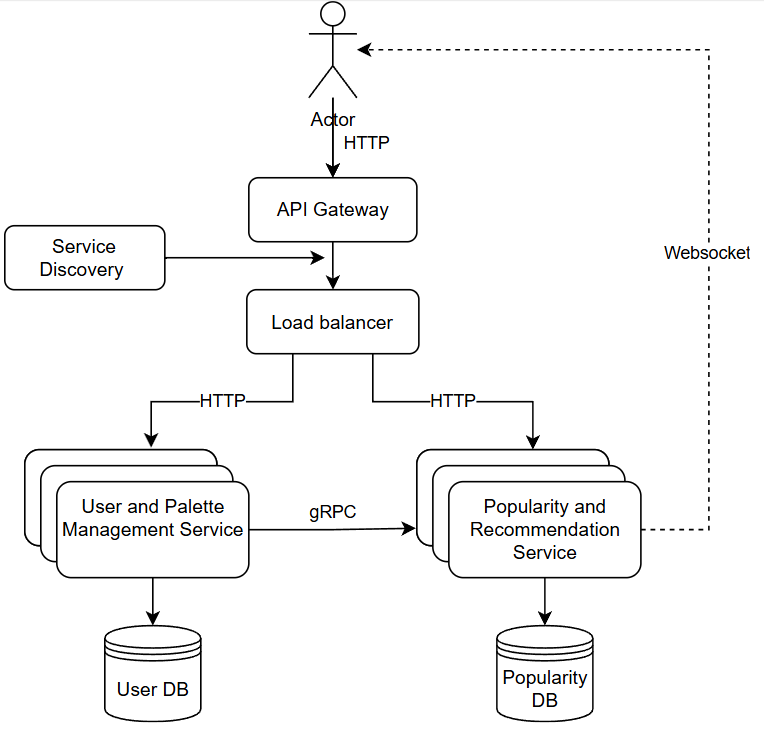 Actor
HTTP
API Gateway
Service
Discovery
Websocket
Load balancer
HTTP
HTTP
User and Palette
Management Service
gRPC
Popularity and
Recommendation
Service
User DB
Popularity
DB